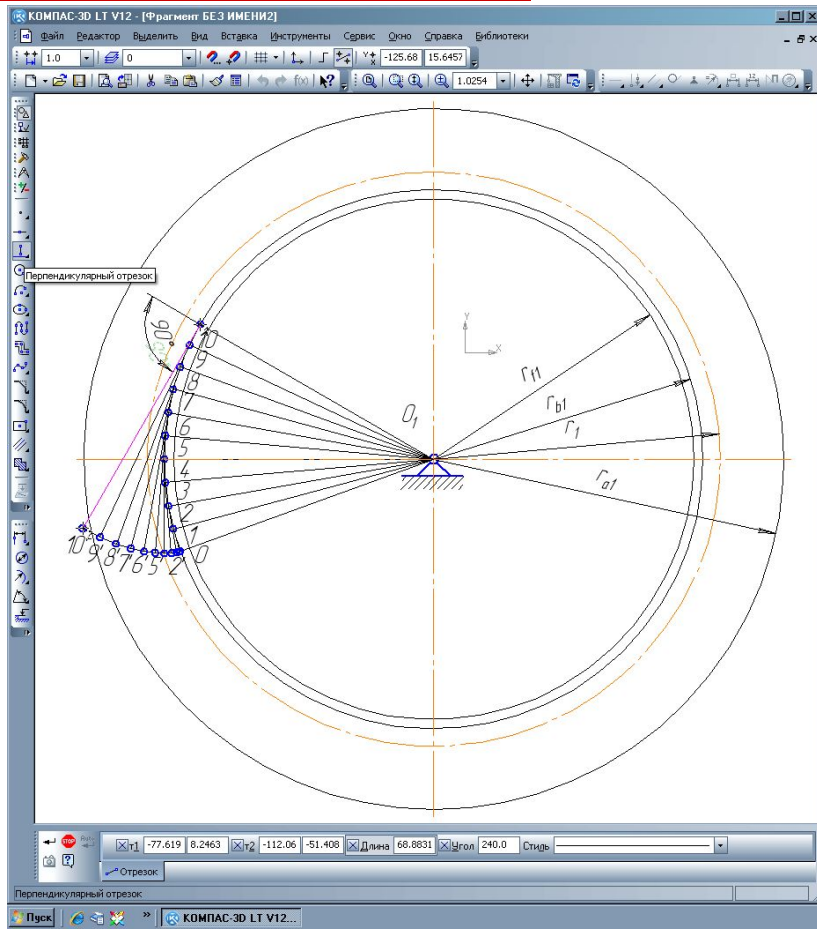 КОМПАС-3D LT V12 - [Фрагмент БЕЗ ИМЕНИ2]
Файл Редактор Выделить Вид Вставка Инструменты Сервис Окно Справка Библиотеки
1.0 0 -125.68 15.6457
1.0254
Перпендикулярный отрезок
90°
10
9
8
7
6
5
4
3
2
1
0
10' 9' 8' 7' 6' 5' 2'
O1
Y
X
rf1
rb1
r1
ra1
т1 -77.619 8.2463 т2 -112.06 -51.408 Длина 68.8831 Угол 240.0 Стиль
Отрезок
Перпендикулярный отрезок
Пуск » КОМПАС-3D LT V12...